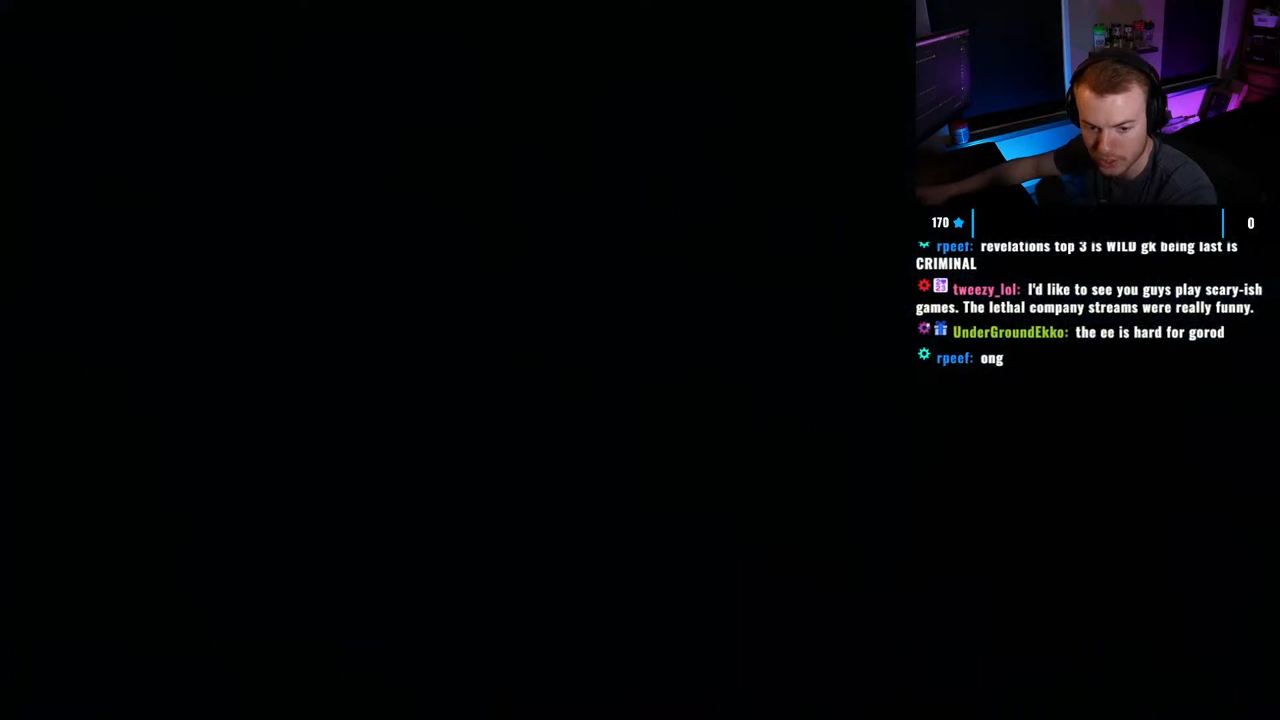 170
0
rpeef: revelations top 3 is WILD gk being last is
CRIMINAL
tweezy_lol: I'd like to see you guys play scary-ish
games. The lethal company streams were really funny.
UnderGroundEkko: the ee is hard for gorod
rpeef: ong